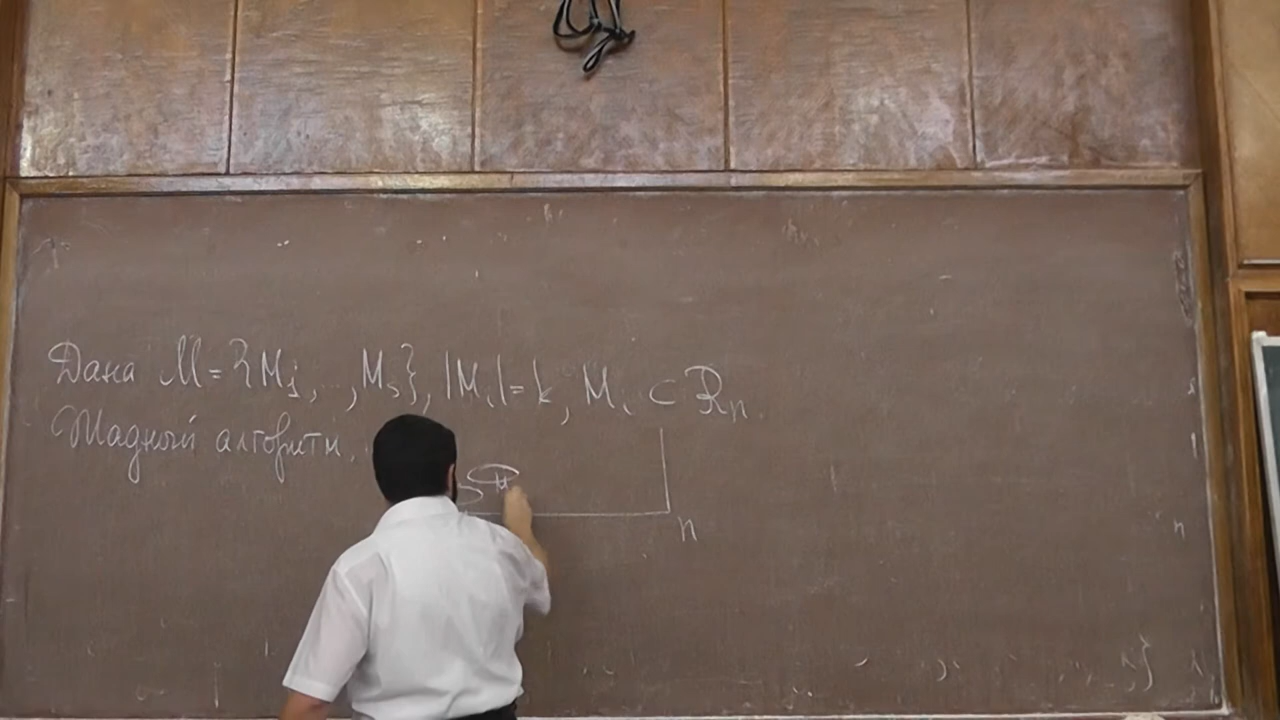 Дана M = {M₁, ..., Mₛ}, |Mᵢ| = k, Mᵢ ⊂ Rₙ.
Жадный алгоритм.
M
n